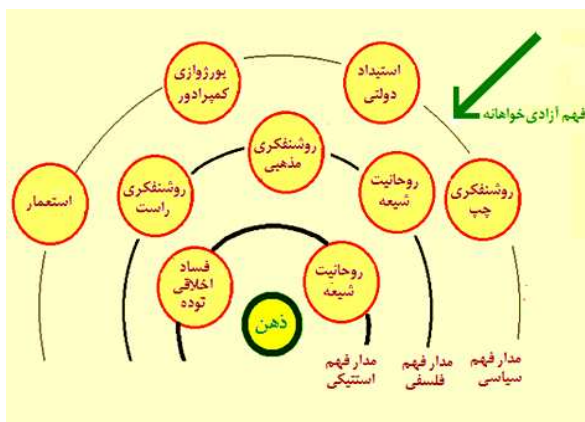 استبداد
دولتی
بورژوازی
کمپرادور
فهم آزادی‌خواهانه
روشنفکری
مذهبی
روشنفکری
چپ
روحانیت
شیعه
روشنفکری
راست
استعمار
روحانیت
شیعه
فساد
اخلاقی
توده
ذهن
مدار فهم
سیاسی
مدار فهم
فلسفی
مدار فهم
استتیکی